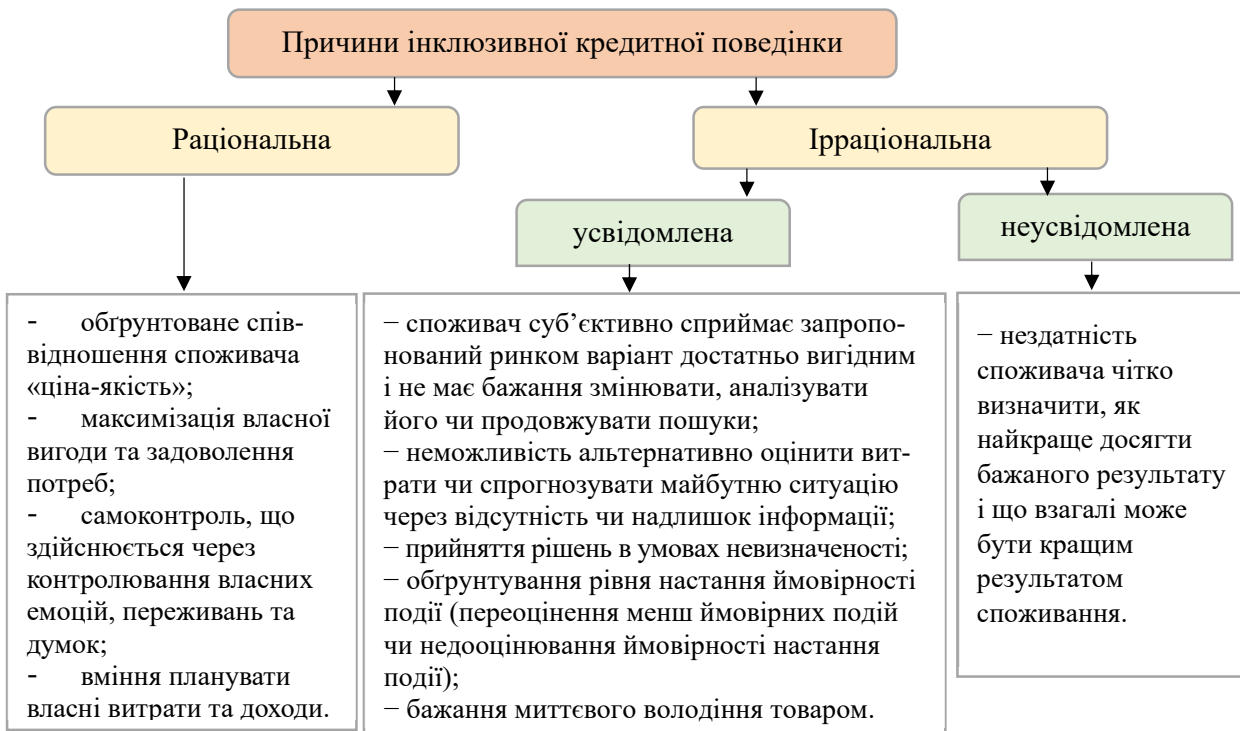 Причини інклюзивної кредитної поведінки
Раціональна
Ірраціональна
усвідомлена
неусвідомлена
- обґрунтоване спів-
відношення споживача
«ціна-якість»;
- максимізація власної
вигоди та задоволення
потреб;
- самоконтроль, що
здійснюється через
контролювання власних
емоцій, переживань та
думок;
- вміння планувати
власні витрати та доходи.
− споживач суб’єктивно сприймає запропо-
нований ринком варіант достатньо вигідним
і не має бажання змінювати, аналізувати
його чи продовжувати пошуки;
− неможливість альтернативно оцінити вит-
рати чи спрогнозувати майбутню ситуацію
через відсутність чи надлишок інформації;
− прийняття рішень в умовах невизначеності;
− обґрунтування рівня настання ймовірності
події (переоцінення менш ймовірних подій
чи недооцінювання ймовірності настання
події);
− бажання миттєвого володіння товаром.
− нездатність
споживача чітко
визначити, як
найкраще досягти
бажаного результату
і що взагалі може
бути кращим
результатом
споживання.